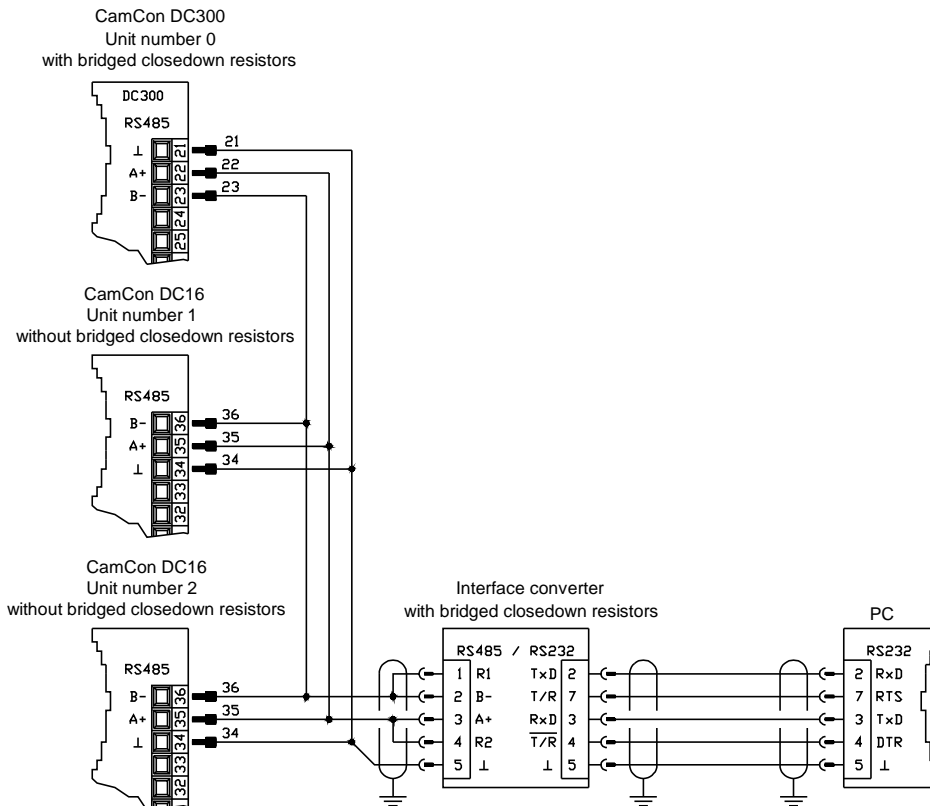 CamCon DC300
Unit number 0
with bridged closedown resistors
DC300
RS485
⊥ 21 21
A+ 22 22
B- 23 23
24
25
CamCon DC16
Unit number 1
without bridged closedown resistors
RS485
B- 36 36
A+ 35 35
⊥ 34 34
33
32
CamCon DC16
Unit number 2
without bridged closedown resistors
RS485
B- 36 36
A+ 35 35
⊥ 34 34
33
32
Interface converter
with bridged closedown resistors
RS485 / RS232
1 R1 TxD 2
2 B- T/R 7
3 A+ RxD 3
4 R2 T/R 4
5 ⊥ ⊥ 5
PC
RS232
2 RxD
7 RTS
3 TxD
4 DTR
5 ⊥